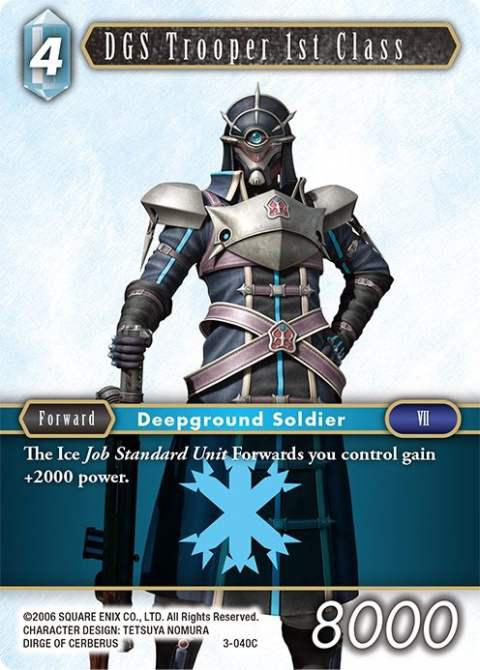 4
DGS Trooper 1st Class
Forward
Deepground Soldier
VII
The Ice Job Standard Unit Forwards you control gain
+2000 power.
©2006 SQUARE ENIX CO., LTD. All Rights Reserved.
CHARACTER DESIGN: TETSUYA NOMURA
DIRGE OF CERBERUS
3-040C
8000